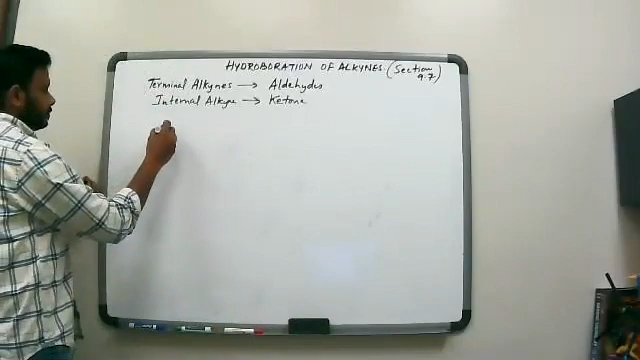 HYDROBORATION OF ALKYNES (Section 9.7)
Terminal Alkynes → Aldehydes
Internal Alkyne → Ketone